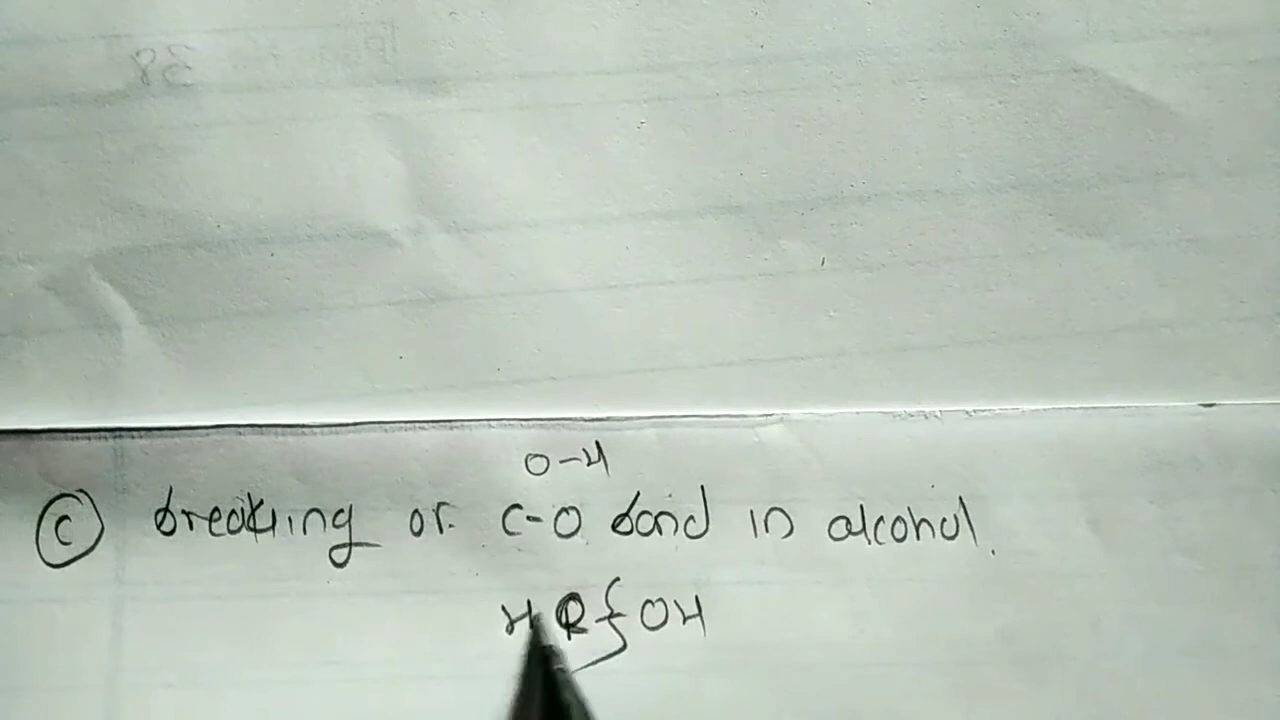 O-H
(C) breaking of C-O bond in alcohol.
H R { OH